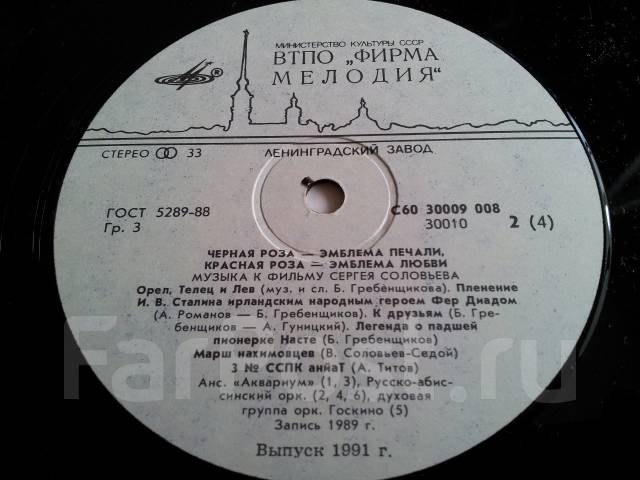 МИНИСТЕРСТВО КУЛЬТУРЫ СССР
ВТПО „ФИРМА
МЕЛОДИЯ“
®
СТЕРЕО 33 ЛЕНИНГРАДСКИЙ ЗАВОД
ГОСТ 5289-88 С60 30009 008
Гр. 3 30010 2 (4)
ЧЕРНАЯ РОЗА — ЭМБЛЕМА ПЕЧАЛИ,
КРАСНАЯ РОЗА — ЭМБЛЕМА ЛЮБВИ
МУЗЫКА К ФИЛЬМУ СЕРГЕЯ СОЛОВЬЕВА
Орел, Телец и Лев (муз. и сл. Б. Гребенщикова). Пленение
И. В. Сталина ирландским народным героем Фер Диадом
(А. Романов — Б. Гребенщиков). К друзьям (Б. Гре-
бенщиков — А. Гуницкий). Легенда о падшей
пионерке Насте (Б. Гребенщиков)
Марш нахимовцев (В. Соловьев-Седой)
3 № ССПК анйаТ (А. Титов)
Анс. «Аквариум» (1, 3), Русско-абис-
синский орк. (2, 4, 6), духовая
группа орк. Госкино (5)
Запись 1989 г.
Выпуск 1991 г.